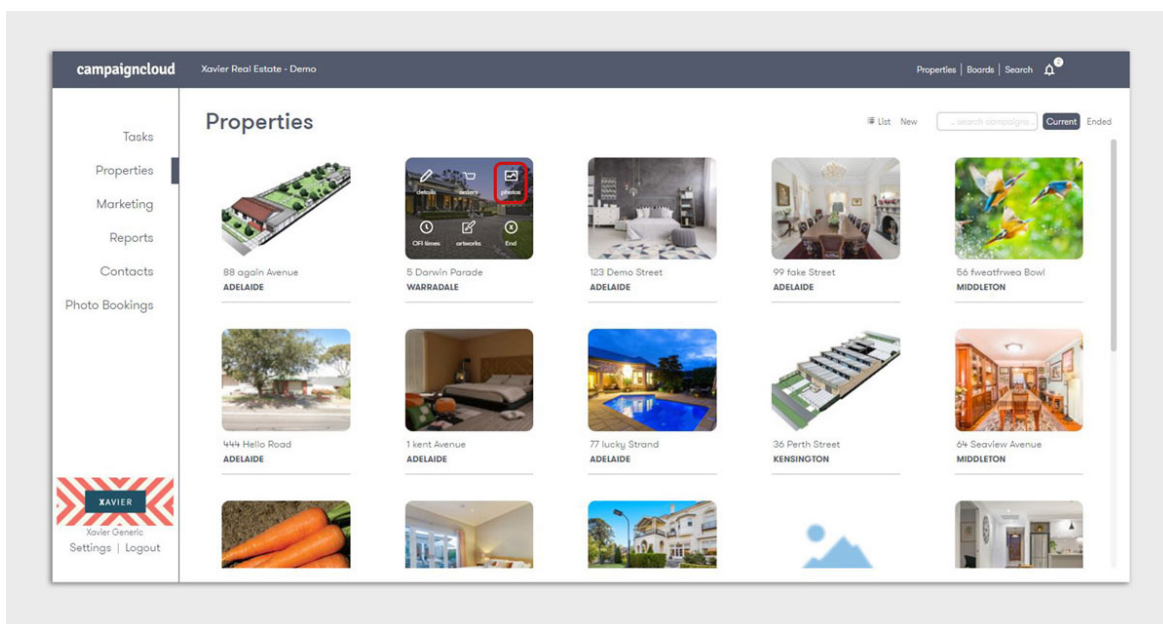 campaigncloud
Xavier Real Estate - Demo
Properties | Boards | Search
Tasks
Properties
Marketing
Reports
Contacts
Photo Bookings
XAVIER
Xavier Generic
Settings | Logout
Properties
List New
.. search campaigns ..
Current Ended
details orders photos
OFI times artworks End
88 again Avenue
ADELAIDE
5 Darwin Parade
WARRADALE
123 Demo Street
ADELAIDE
99 fake Street
ADELAIDE
56 fweatfrwea Bowl
MIDDLETON
444 Hello Road
ADELAIDE
1 kent Avenue
ADELAIDE
77 lucky Strand
ADELAIDE
36 Perth Street
KENSINGTON
64 Seaview Avenue
MIDDLETON